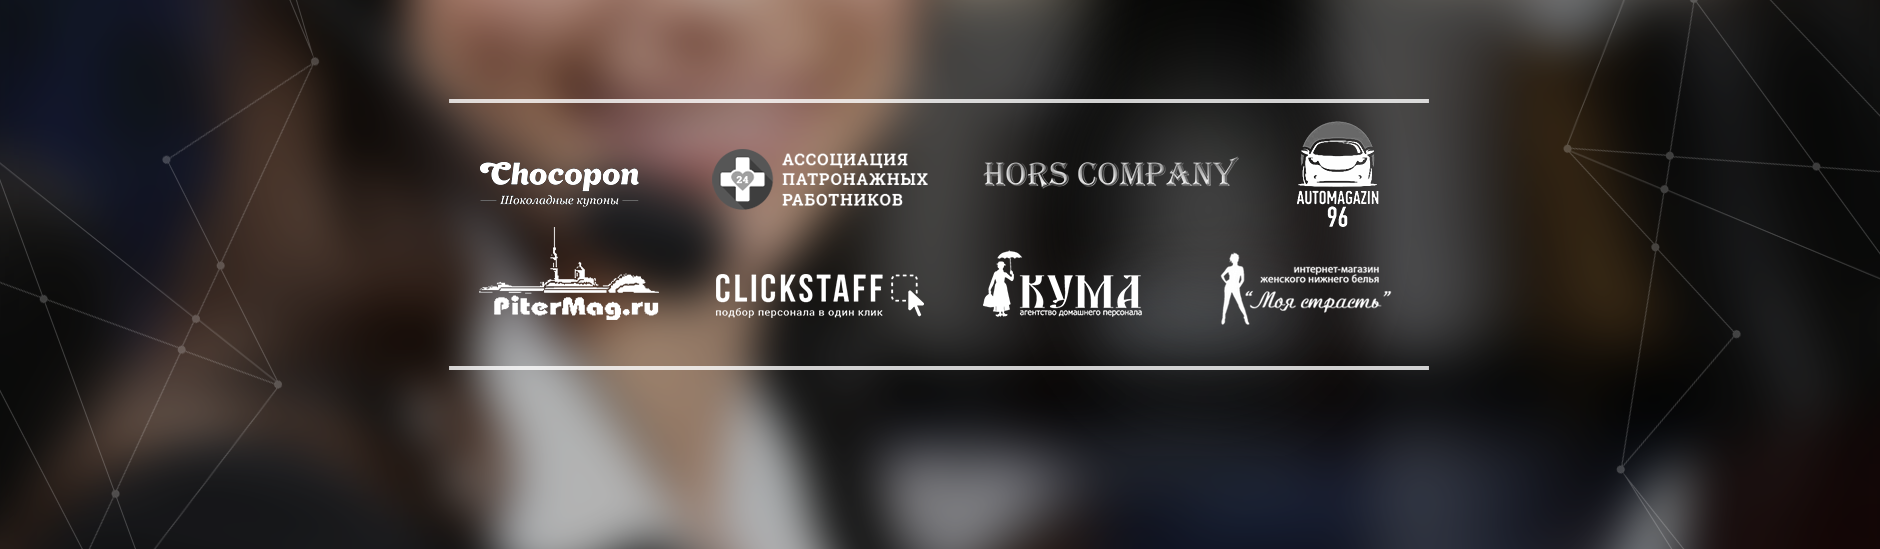 Chocopon
Шоколадные купоны
24
АССОЦИАЦИЯ
ПАТРОНАЖНЫХ
РАБОТНИКОВ
HORS COMPANY
AUTOMAGAZIN
96
PiterMag.ru
CLICKSTAFF
подбор персонала в один клик
КУМА
агентство домашнего персонала
интернет-магазин
женского нижнего белья
“Моя страсть”